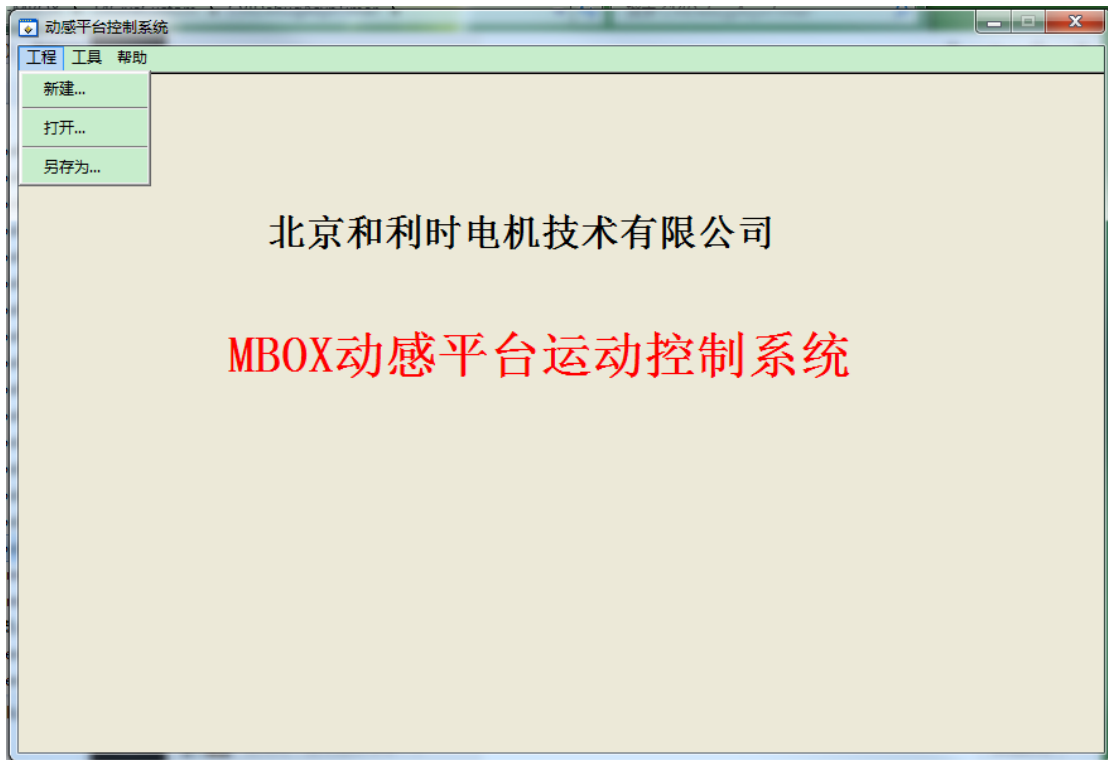 动感平台控制系统
工程 工具 帮助
新建...
打开...
另存为...
北京和利时电机技术有限公司
MBOX动感平台运动控制系统